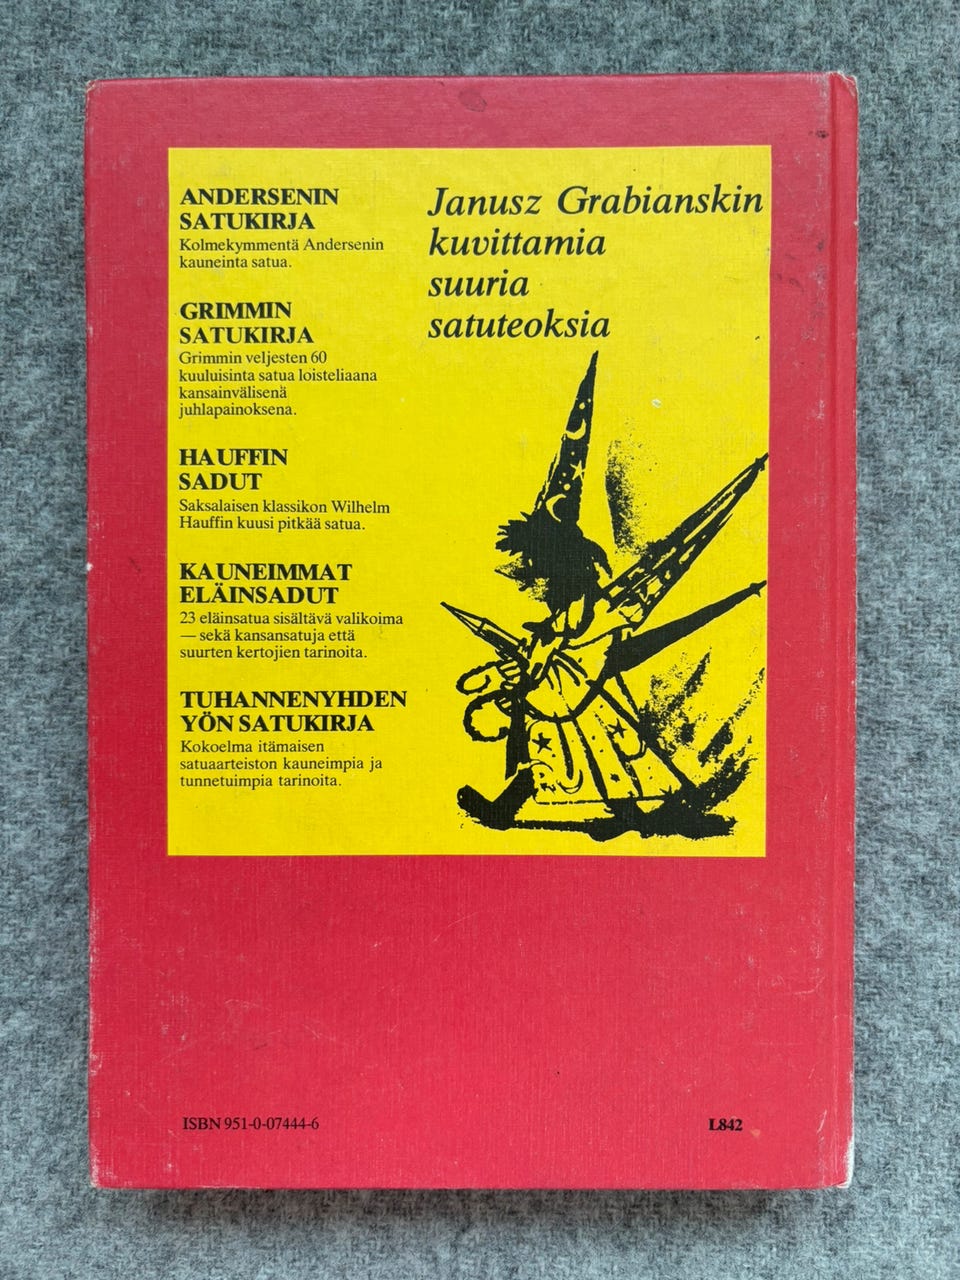 ANDERSENIN
SATUKIRJA
Kolmekymmentä Andersenin
kauneinta satua.
GRIMMIN
SATUKIRJA
Grimmin veljesten 60
kuuluisinta satua loisteliaana
kansainvälisenä
juhlapainoksena.
HAUFFIN
SADUT
Saksalaisen klassikon Wilhelm
Hauffin kuusi pitkää satua.
KAUNEIMMAT
ELÄINSADUT
23 eläinsatua sisältävä valikoima
— sekä kansansatuja että
suurten kertojien tarinoita.
TUHANNENYHDEN
YÖN SATUKIRJA
Kokoelma itämaisen
satuaarteiston kauneimpia ja
tunnetuimpia tarinoita.
Janusz Grabianskin
kuvittamia
suuria
satuteoksia
ISBN 951-0-07444-6
L842